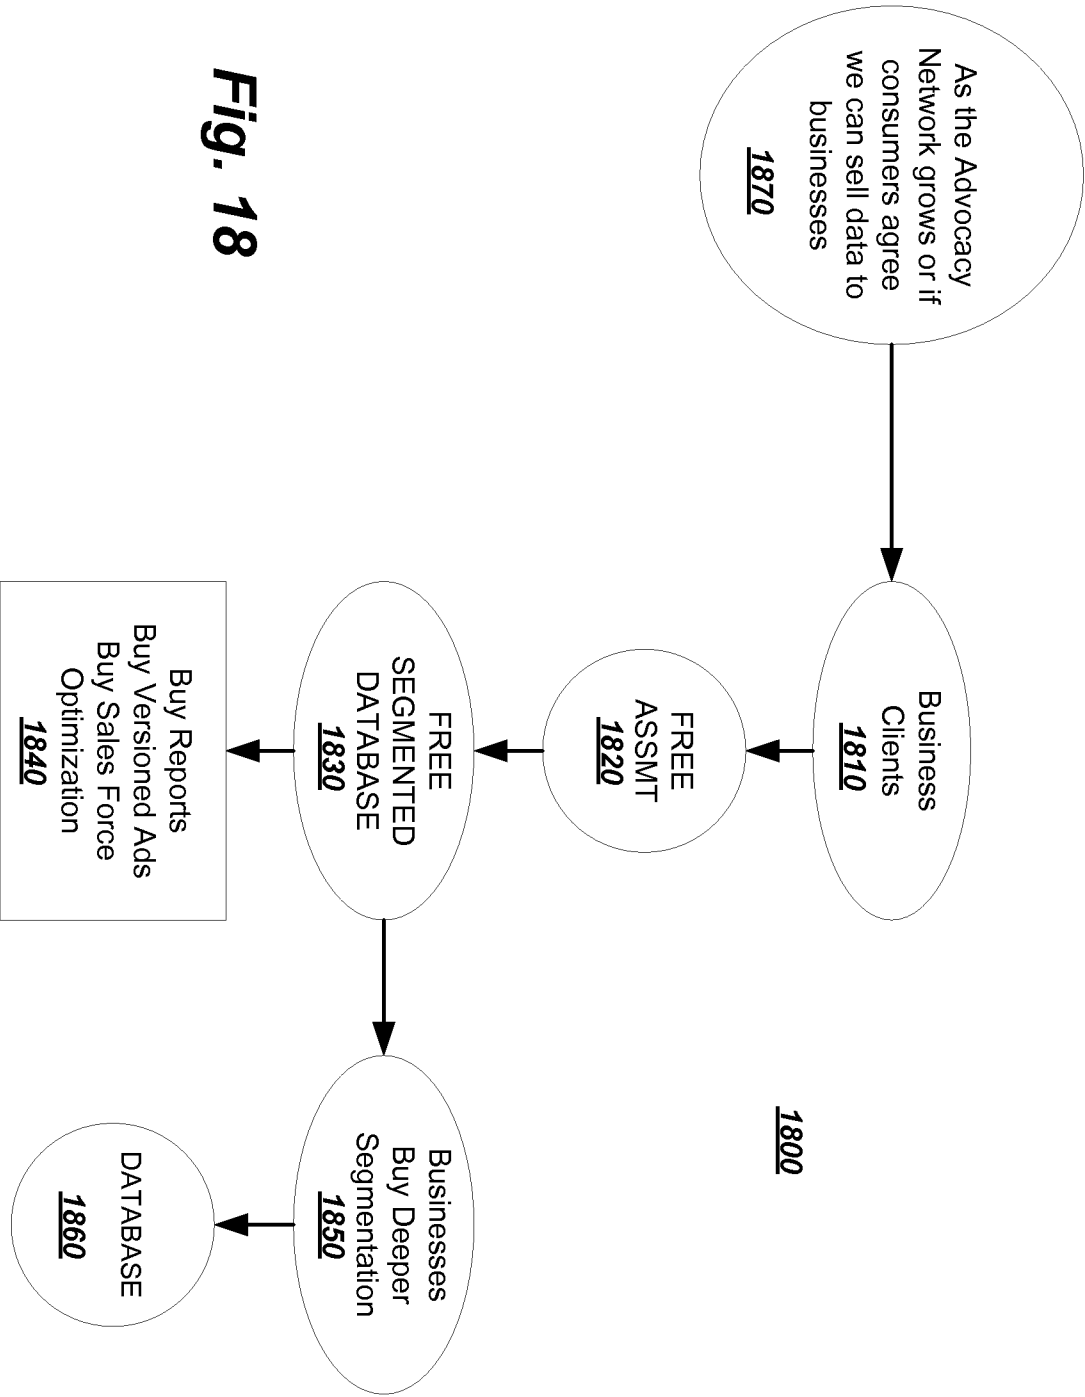 As the Advocacy
Network grows or if
consumers agree
we can sell data to
businesses
1870
Business
Clients
1810
FREE
ASSMT
1820
FREE
SEGMENTED
DATABASE
1830
Buy Reports
Buy Versioned Ads
Buy Sales Force
Optimization
1840
Businesses
Buy Deeper
Segmentation
1850
DATABASE
1860
1800
Fig. 18